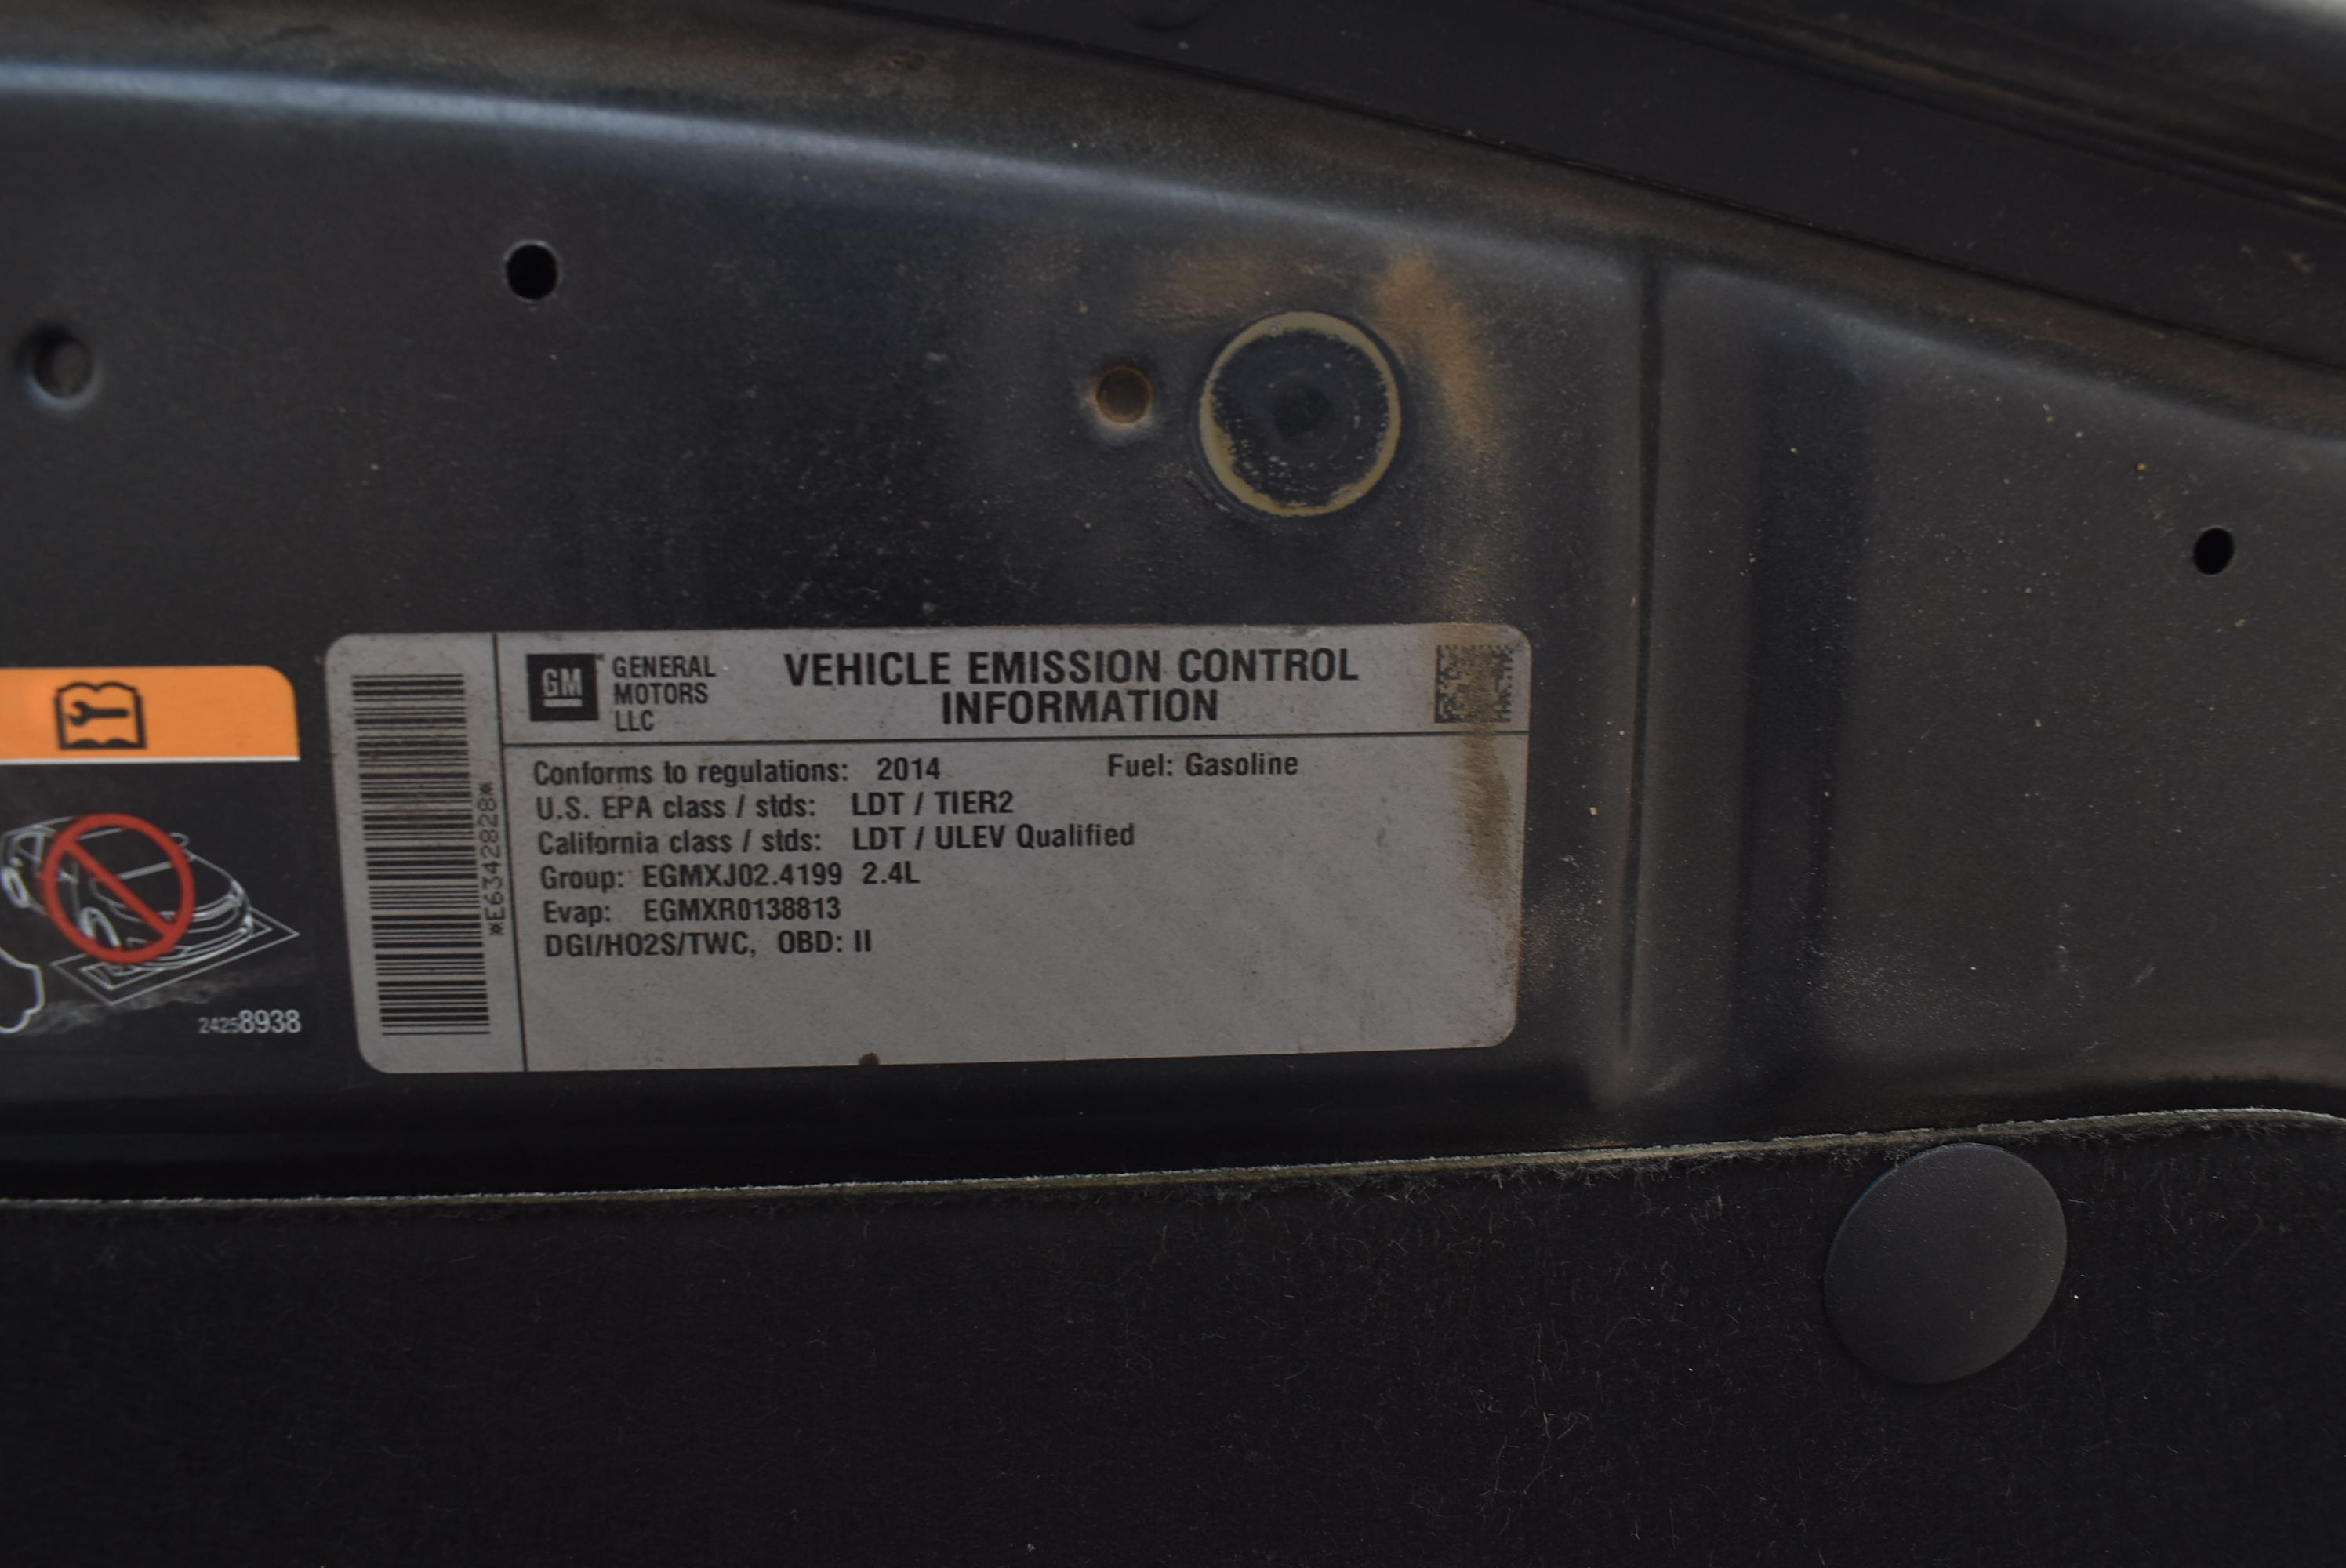 GM
GENERAL
MOTORS
LLC
VEHICLE EMISSION CONTROL
INFORMATION
Conforms to regulations: 2014 Fuel: Gasoline
U.S. EPA class / stds: LDT / TIER2
California class / stds: LDT / ULEV Qualified
Group: EGMXJ02.4199 2.4L
Evap: EGMXR0138813
DGI/HO2S/TWC, OBD: II
*E6342828*
24258938